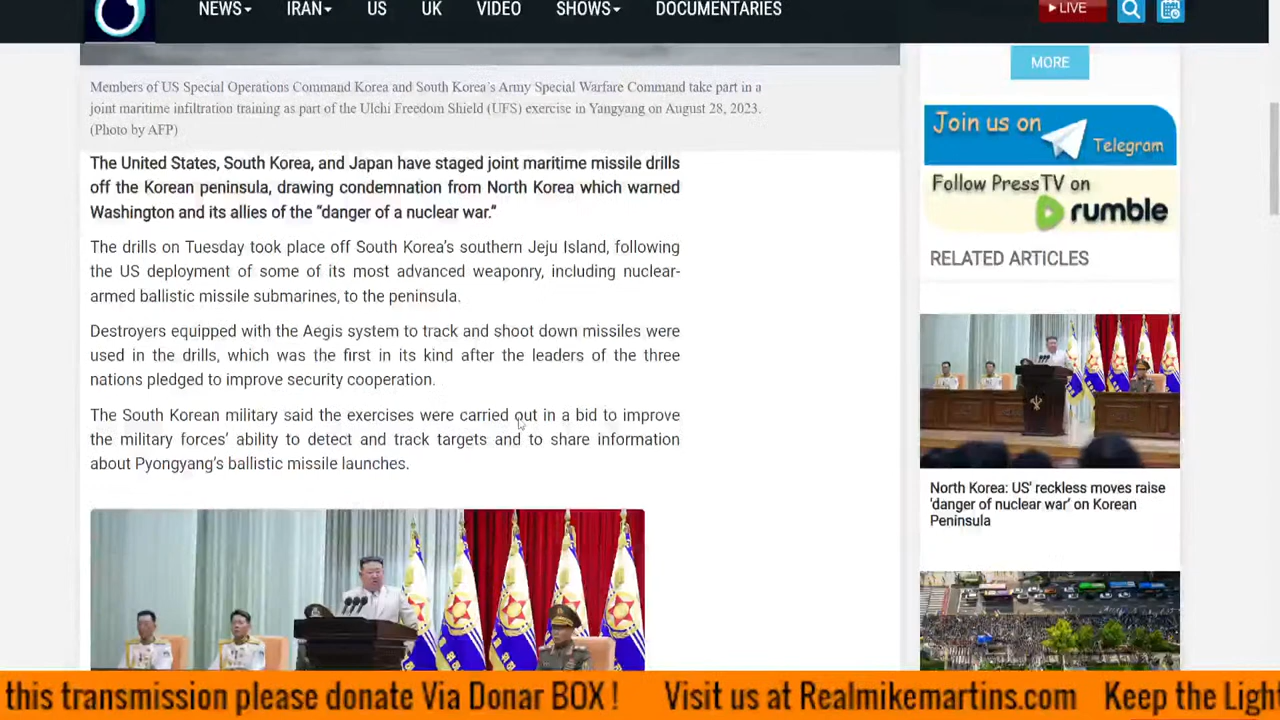 NEWS
IRAN
US
UK
VIDEO
SHOWS
DOCUMENTARIES
LIVE
Members of US Special Operations Command Korea and South Korea's Army Special Warfare Command take part in a
joint maritime infiltration training as part of the Ulchi Freedom Shield (UFS) exercise in Yangyang on August 28, 2023.
(Photo by AFP)
The United States, South Korea, and Japan have staged joint maritime missile drills
off the Korean peninsula, drawing condemnation from North Korea which warned
Washington and its allies of the “danger of a nuclear war.”
The drills on Tuesday took place off South Korea’s southern Jeju Island, following
the US deployment of some of its most advanced weaponry, including nuclear-
armed ballistic missile submarines, to the peninsula.
Destroyers equipped with the Aegis system to track and shoot down missiles were
used in the drills, which was the first in its kind after the leaders of the three
nations pledged to improve security cooperation.
The South Korean military said the exercises were carried out in a bid to improve
the military forces’ ability to detect and track targets and to share information
about Pyongyang’s ballistic missile launches.
MORE
Join us on
Telegram
Follow PressTV on
rumble
RELATED ARTICLES
North Korea: US' reckless moves raise
'danger of nuclear war' on Korean
Peninsula
this transmission please donate Via Donar BOX ! Visit us at Realmikemartins.com Keep the Light